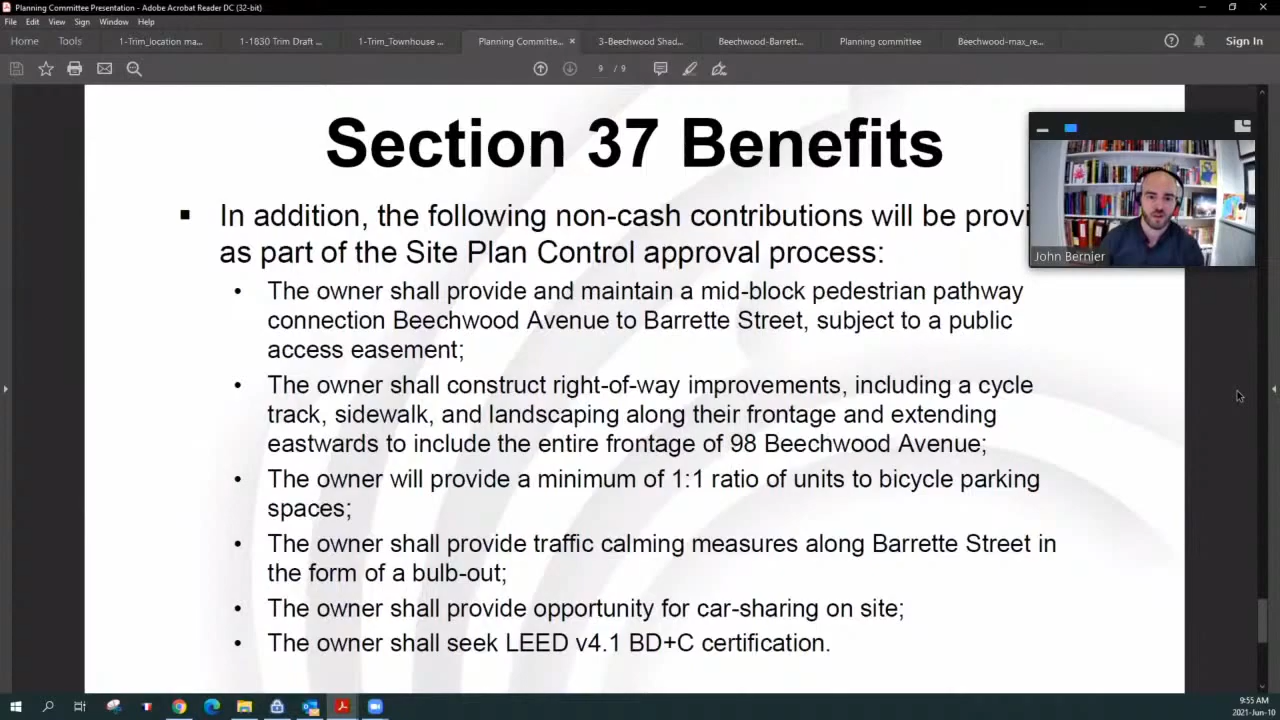 Planning Committee Presentation - Adobe Acrobat Reader DC (32-bit)
File Edit View Sign Window Help
Home Tools 1-Trim_location ma... 1-1830 Trim Draft ... 1-Trim_Townhouse ... Planning Committe... × 3-Beechwood Shad... Beechwood-Barrett... Planning committee Beechwood-max_re... Sign In
9 / 9
Section 37 Benefits
▪ In addition, the following non-cash contributions will be provi
as part of the Site Plan Control approval process:
John Bernier
• The owner shall provide and maintain a mid-block pedestrian pathway
connection Beechwood Avenue to Barrette Street, subject to a public
access easement;
• The owner shall construct right-of-way improvements, including a cycle
track, sidewalk, and landscaping along their frontage and extending
eastwards to include the entire frontage of 98 Beechwood Avenue;
• The owner will provide a minimum of 1:1 ratio of units to bicycle parking
spaces;
• The owner shall provide traffic calming measures along Barrette Street in
the form of a bulb-out;
• The owner shall provide opportunity for car-sharing on site;
• The owner shall seek LEED v4.1 BD+C certification.
9:55 AM
2021-Jun-10